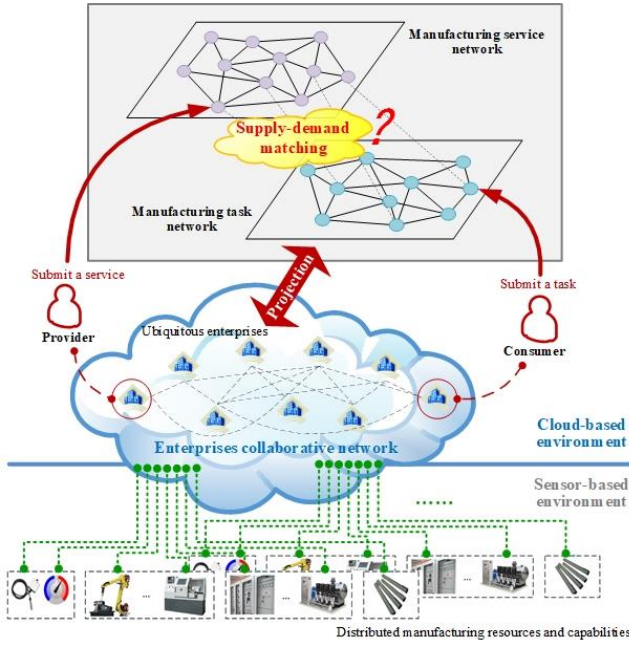 Manufacturing service
network
Supply-demand
matching
?
Manufacturing task
network
Submit a service
Submit a task
Projection
Provider
Consumer
Ubiquitous enterprises
Enterprises collaborative network
Cloud-based
environment
Sensor-based
environment
......
...
...
...
...
Distributed manufacturing resources and capabilities